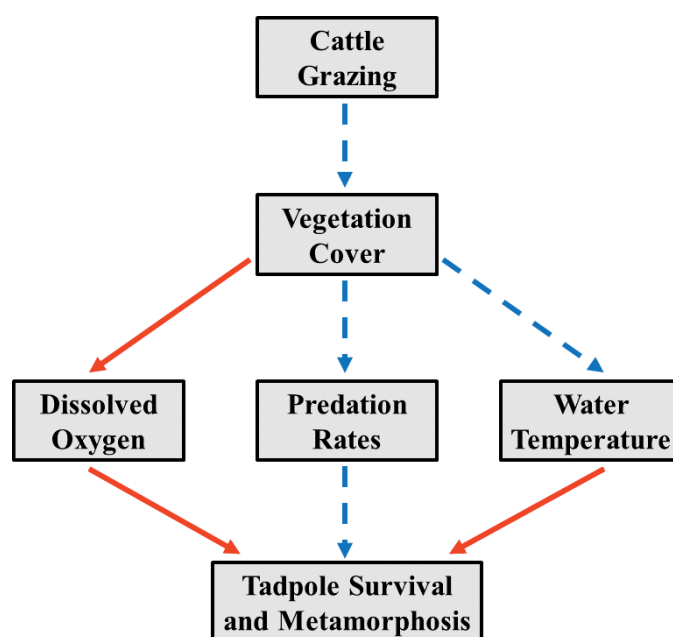 Cattle
Grazing
Vegetation
Cover
Dissolved
Oxygen
Predation
Rates
Water
Temperature
Tadpole Survival
and Metamorphosis